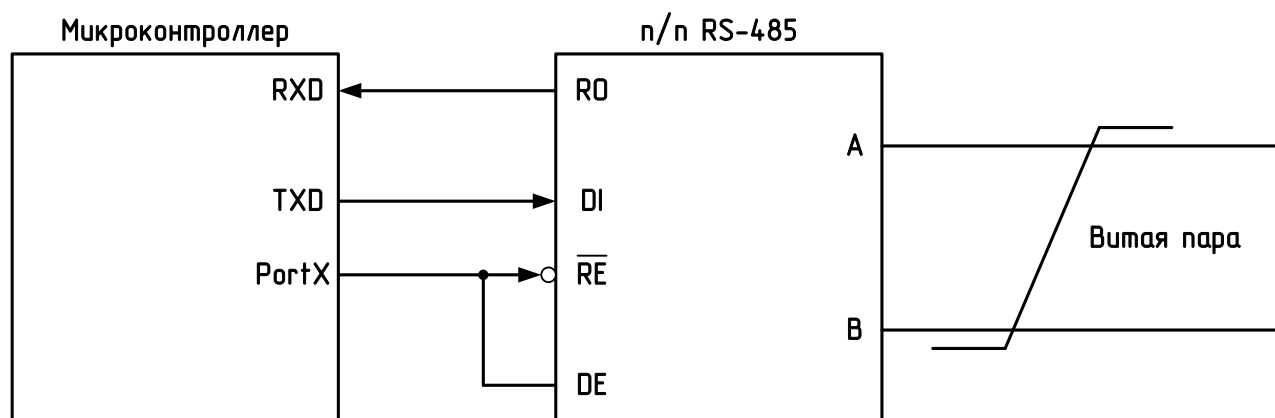 Микроконтроллер
п/п RS-485
RXD
RO
A
TXD
DI
Витая пара
PortX
RE
B
DE